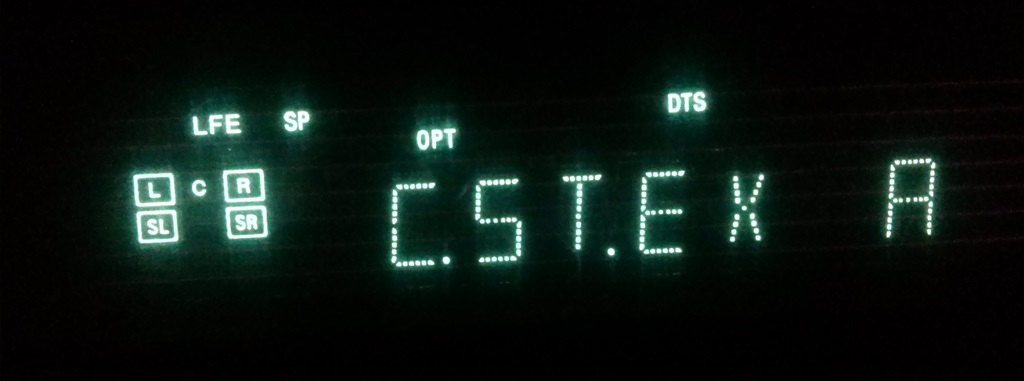 LFE SP
DTS
OPT
L C R
SL SR
C.ST.EX A